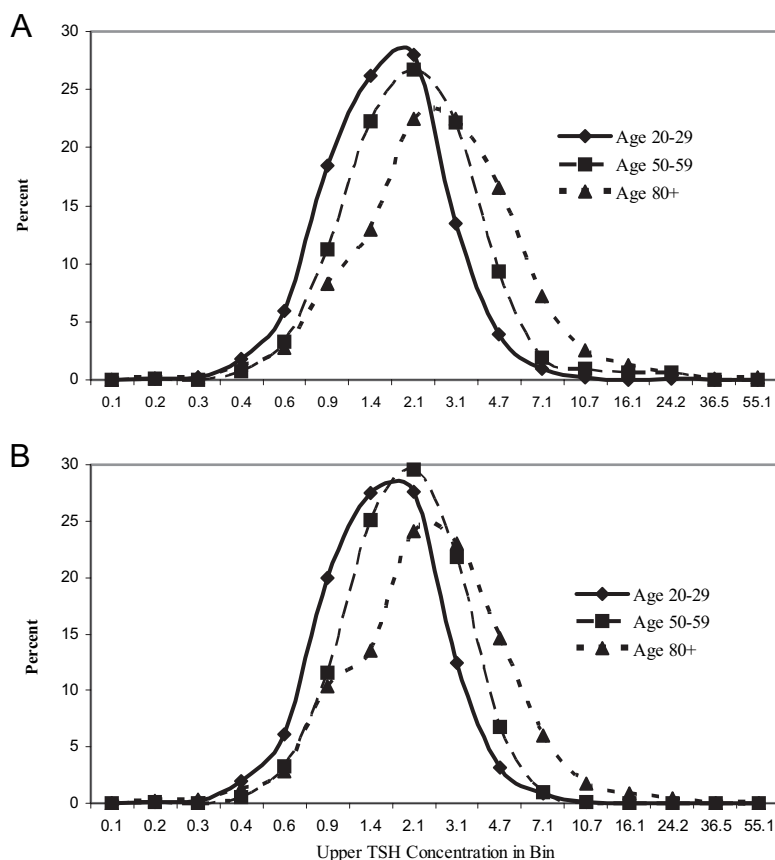 A
30
25
20
15
10
5
0
Percent
Age 20-29
Age 50-59
Age 80+
0.1 0.2 0.3 0.4 0.6 0.9 1.4 2.1 3.1 4.7 7.1 10.7 16.1 24.2 36.5 55.1
B
30
25
20
15
10
5
0
Percent
Age 20-29
Age 50-59
Age 80+
0.1 0.2 0.3 0.4 0.6 0.9 1.4 2.1 3.1 4.7 7.1 10.7 16.1 24.2 36.5 55.1
Upper TSH Concentration in Bin